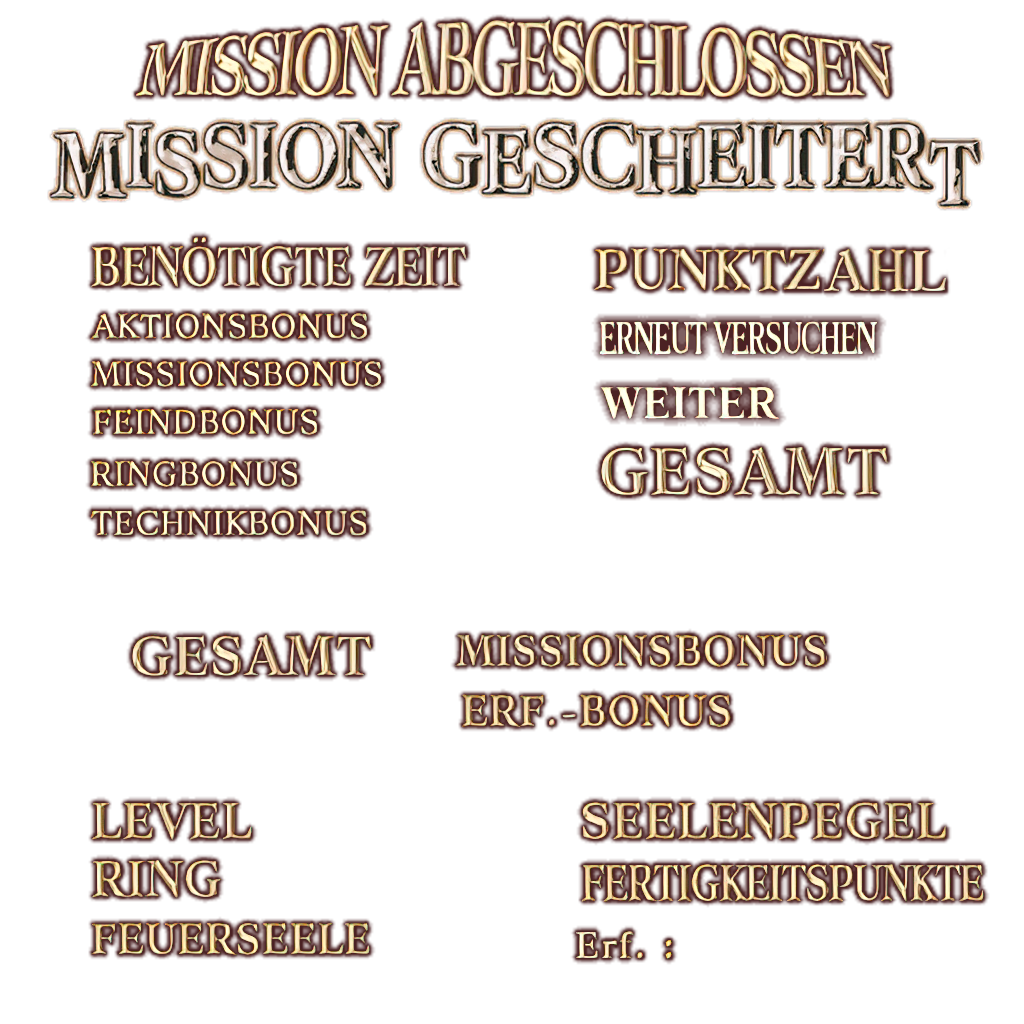 MISSION ABGESCHLOSSEN
MISSION GESCHEITERT
BENÖTIGTE ZEIT
AKTIONSBONUS
MISSIONSBONUS
FEINDBONUS
RINGBONUS
TECHNIKBONUS
PUNKTZAHL
ERNEUT VERSUCHEN
WEITER
GESAMT
GESAMT
MISSIONSBONUS
ERF.-BONUS
LEVEL
RING
FEUERSEELE
SEELENPEGEL
FERTIGKEITSPUNKTE
Erf. :